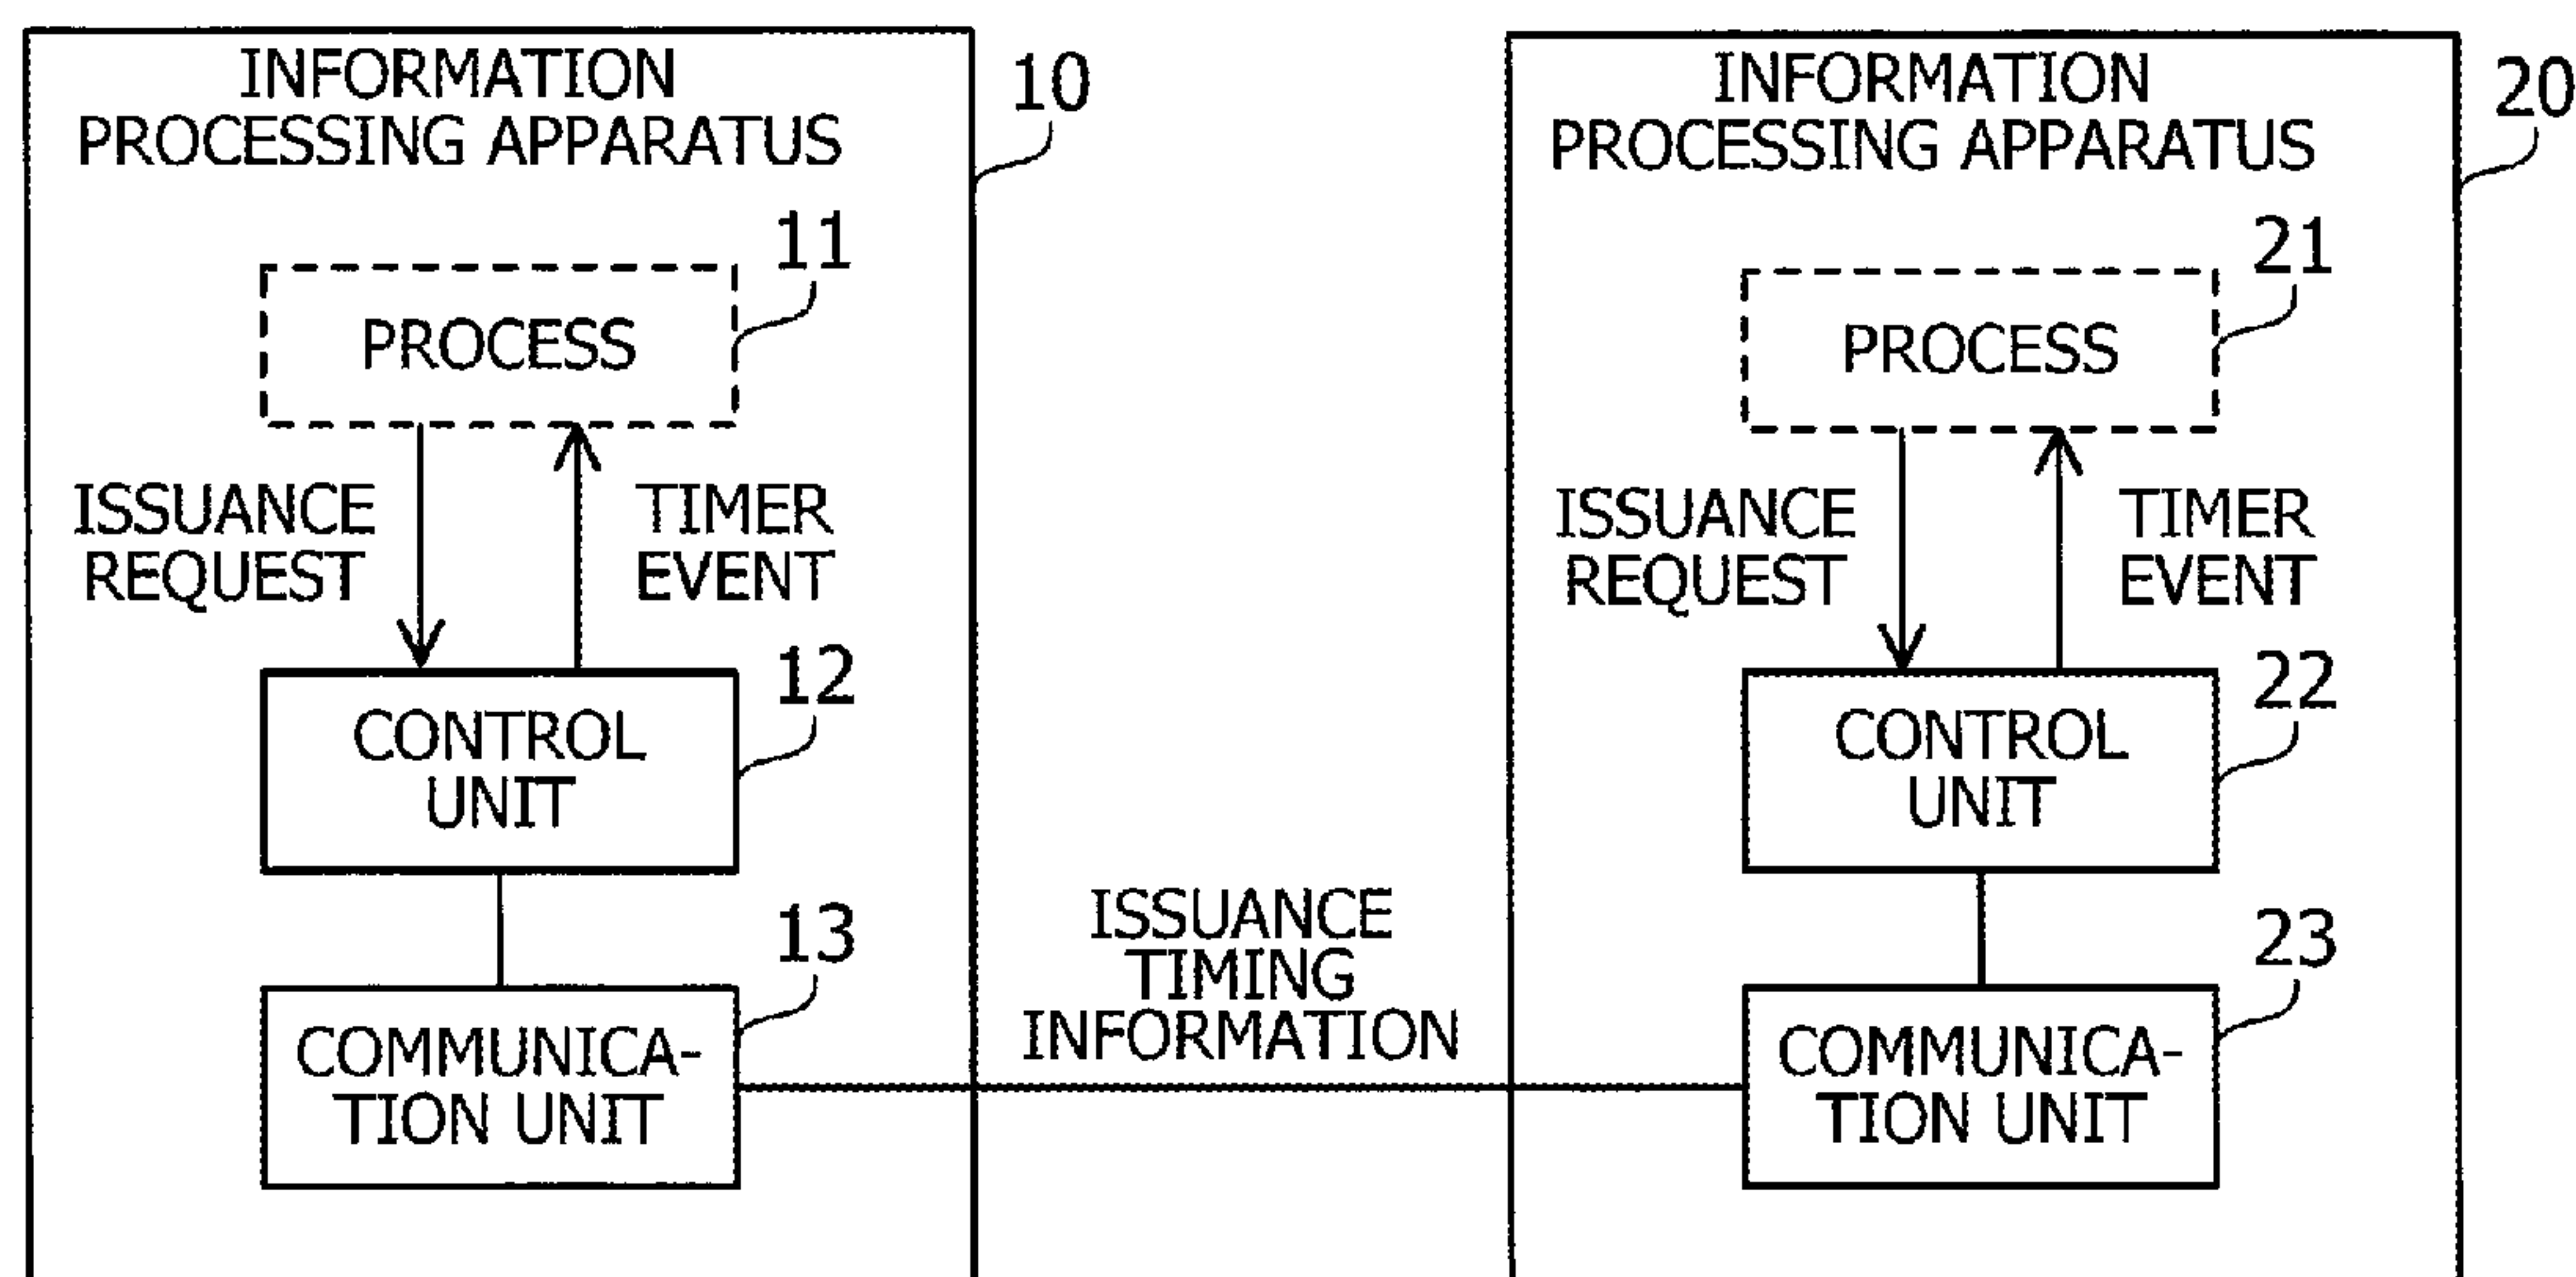 INFORMATION
PROCESSING APPARATUS
10
11
PROCESS
ISSUANCE
REQUEST
TIMER
EVENT
12
CONTROL
UNIT
13
COMMUNICA-
TION UNIT
ISSUANCE
TIMING
INFORMATION
INFORMATION
PROCESSING APPARATUS
20
21
PROCESS
ISSUANCE
REQUEST
TIMER
EVENT
22
CONTROL
UNIT
23
COMMUNICA-
TION UNIT